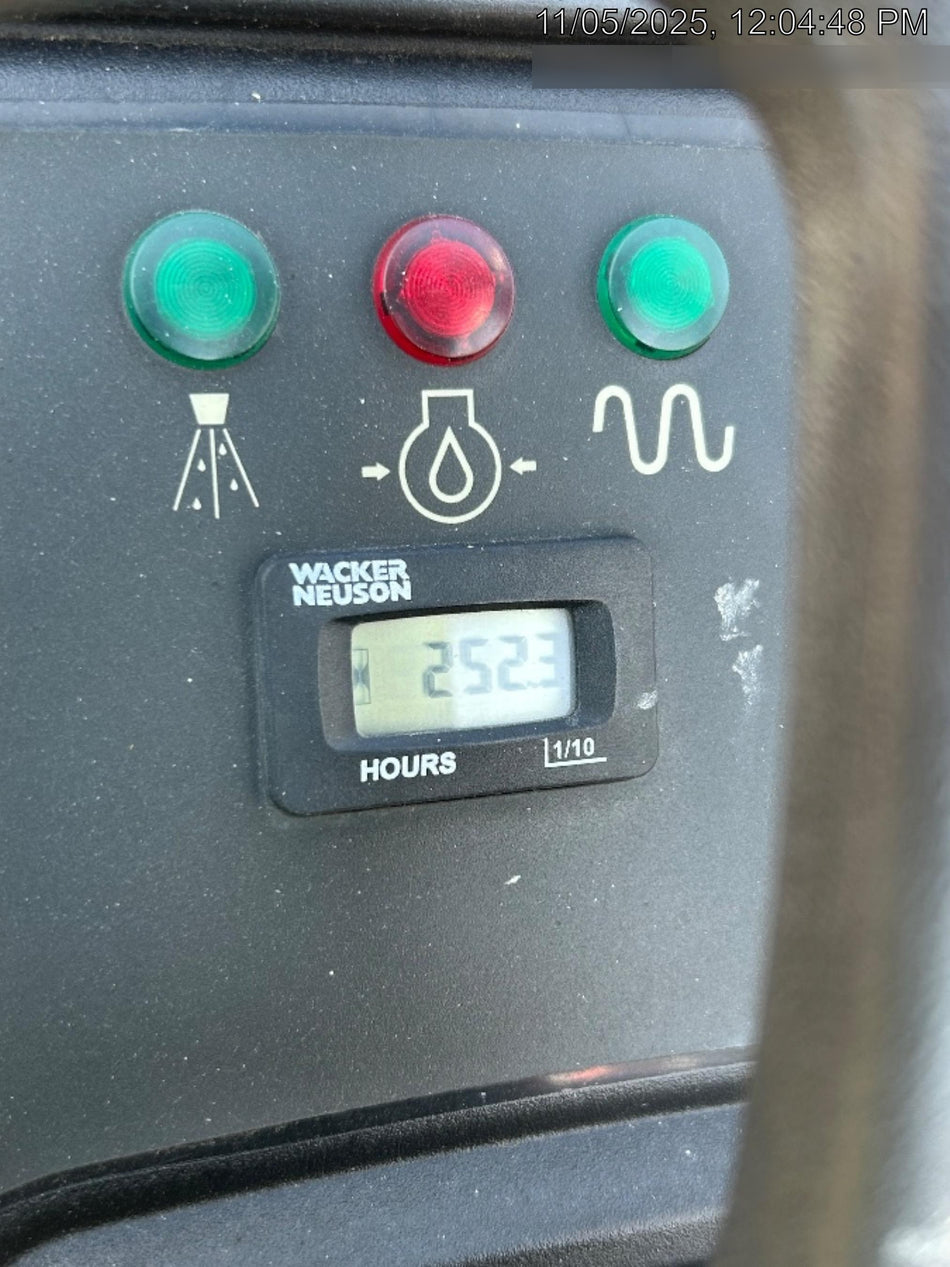 11/05/2025, 12:04:48 PM
WACKER
NEUSON
252.3
HOURS
1/10